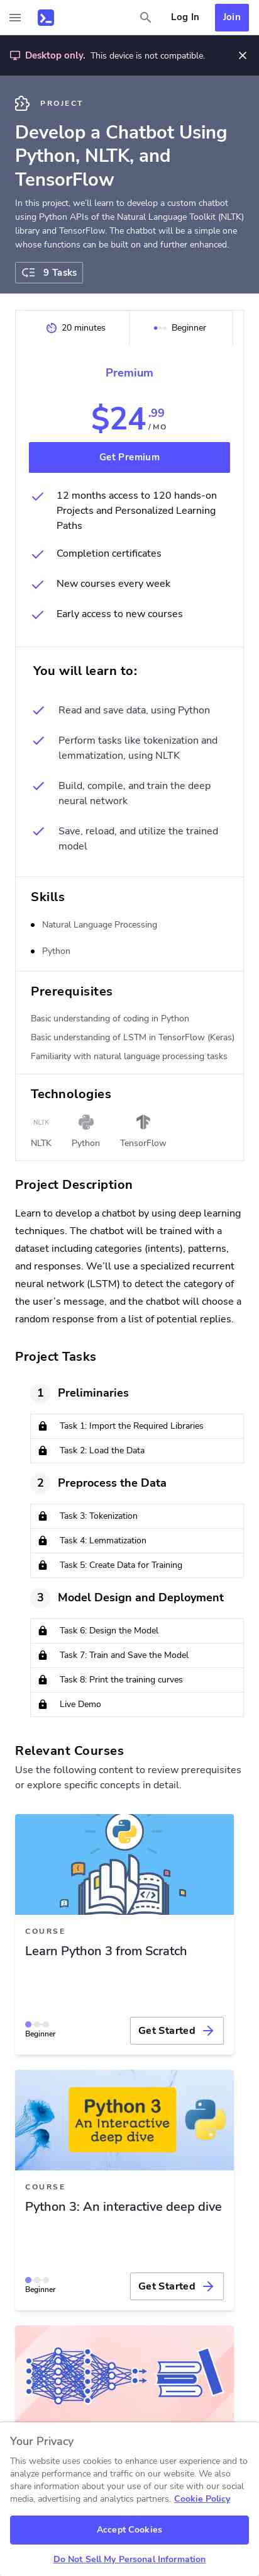 Log In
Join
Desktop only. This device is not compatible.
PROJECT
Develop a Chatbot Using
Python, NLTK, and
TensorFlow
In this project, we’ll learn to develop a custom chatbot
using Python APIs of the Natural Language Toolkit (NLTK)
library and TensorFlow. The chatbot will be a simple one
whose functions can be built on and further enhanced.
9 Tasks
20 minutes
Beginner
Premium
$24.99
/ MO
Get Premium
12 months access to 120 hands-on
Projects and Personalized Learning
Paths
Completion certificates
New courses every week
Early access to new courses
You will learn to:
Read and save data, using Python
Perform tasks like tokenization and
lemmatization, using NLTK
Build, compile, and train the deep
neural network
Save, reload, and utilize the trained
model
Skills
Natural Language Processing
Python
Prerequisites
Basic understanding of coding in Python
Basic understanding of LSTM in TensorFlow (Keras)
Familiarity with natural language processing tasks
Technologies
NLTK
NLTK
Python
TensorFlow
Project Description
Learn to develop a chatbot by using deep learning
techniques. The chatbot will be trained with a
dataset including categories (intents), patterns,
and responses. We’ll use a specialized recurrent
neural network (LSTM) to detect the category of
the user’s message, and the chatbot will choose a
random response from a list of potential replies.
Project Tasks
1 Preliminaries
Task 1: Import the Required Libraries
Task 2: Load the Data
2 Preprocess the Data
Task 3: Tokenization
Task 4: Lemmatization
Task 5: Create Data for Training
3 Model Design and Deployment
Task 6: Design the Model
Task 7: Train and Save the Model
Task 8: Print the training curves
Live Demo
Relevant Courses
Use the following content to review prerequisites
or explore specific concepts in detail.
COURSE
Learn Python 3 from Scratch
Beginner
Get Started
Python 3
An Interactive
deep dive
COURSE
Python 3: An interactive deep dive
Beginner
Get Started
Your Privacy
This website uses cookies to enhance user experience and to
analyze performance and traffic on our website. We also
share information about your use of our site with our social
media, advertising and analytics partners. Cookie Policy
Accept Cookies
Do Not Sell My Personal Information